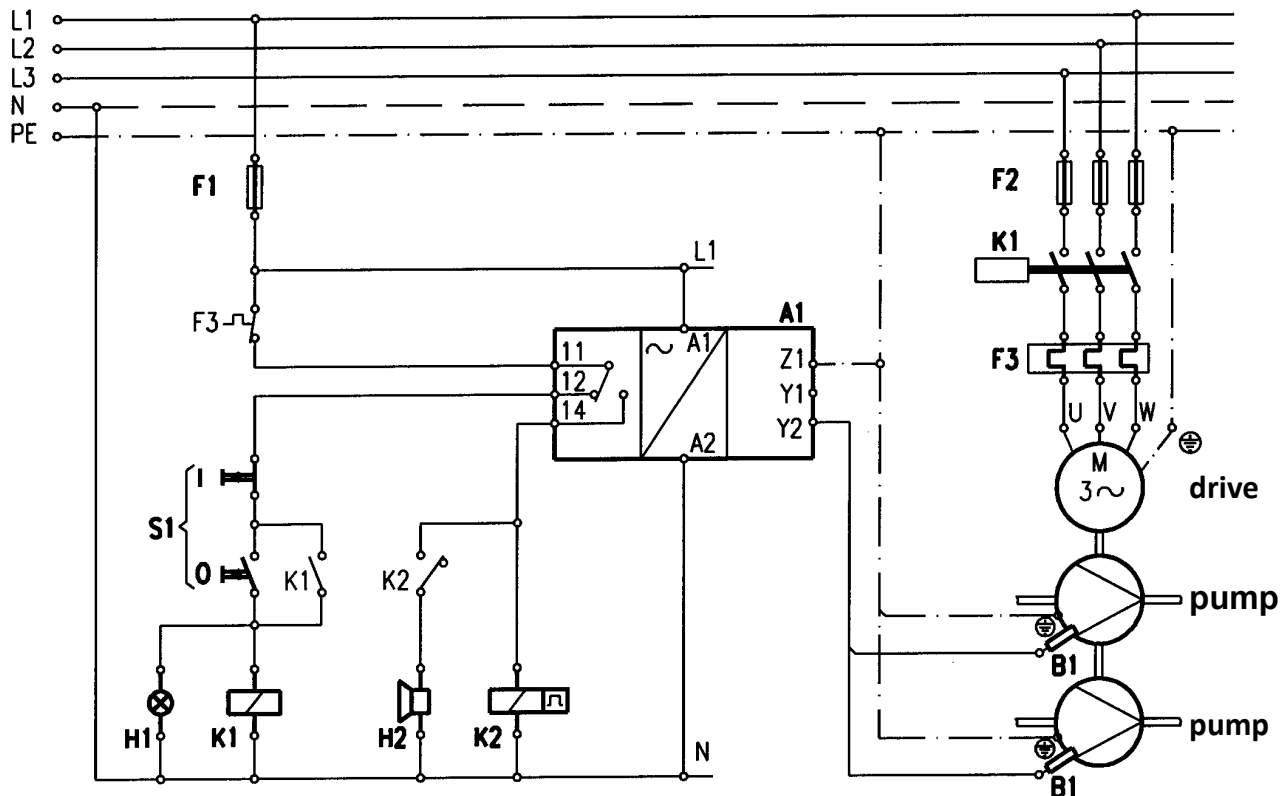 L1
L2
L3
N
PE
F1
F2
K1
L1
F3
A1
11
12
14
~ A1
A2
Z1
Y1
Y2
F3
U V W
M
3~
drive
S1
I
O
K1
K2
pump
B1
H1
K1
H2
K2
N
pump
B1